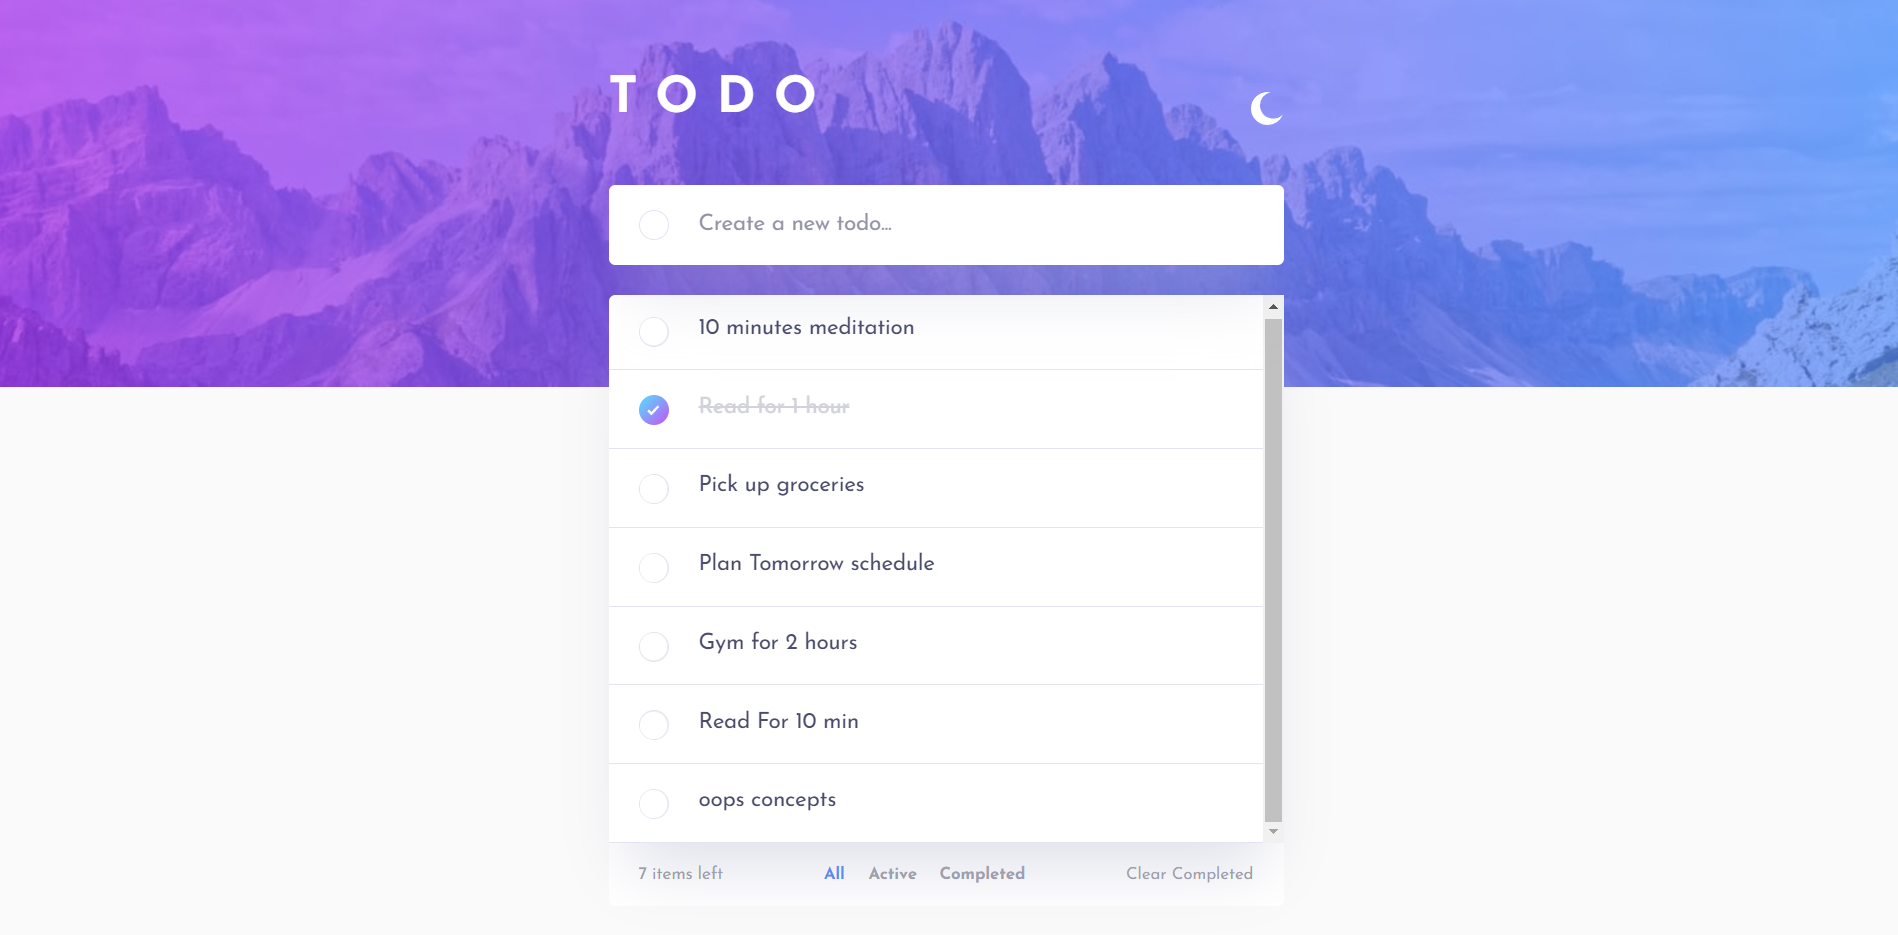 TODO
Create a new todo...
10 minutes meditation
Read for 1 hour
Pick up groceries
Plan Tomorrow schedule
Gym for 2 hours
Read For 10 min
oops concepts
7 items left All Active Completed Clear Completed